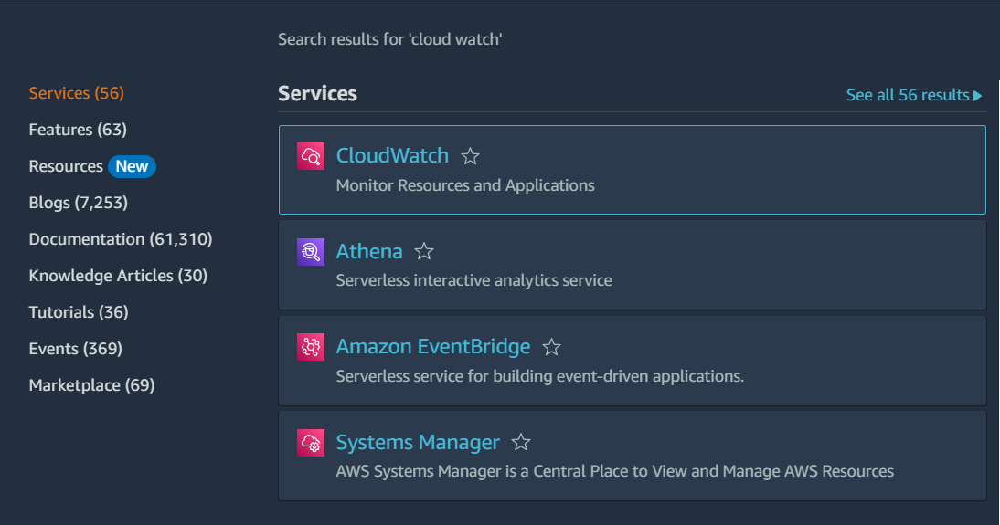 Search results for 'cloud watch'
Services (56)
Features (63)
Resources New
Blogs (7,253)
Documentation (61,310)
Knowledge Articles (30)
Tutorials (36)
Events (369)
Marketplace (69)
Services
See all 56 results
CloudWatch
Monitor Resources and Applications
Athena
Serverless interactive analytics service
Amazon EventBridge
Serverless service for building event-driven applications.
Systems Manager
AWS Systems Manager is a Central Place to View and Manage AWS Resources